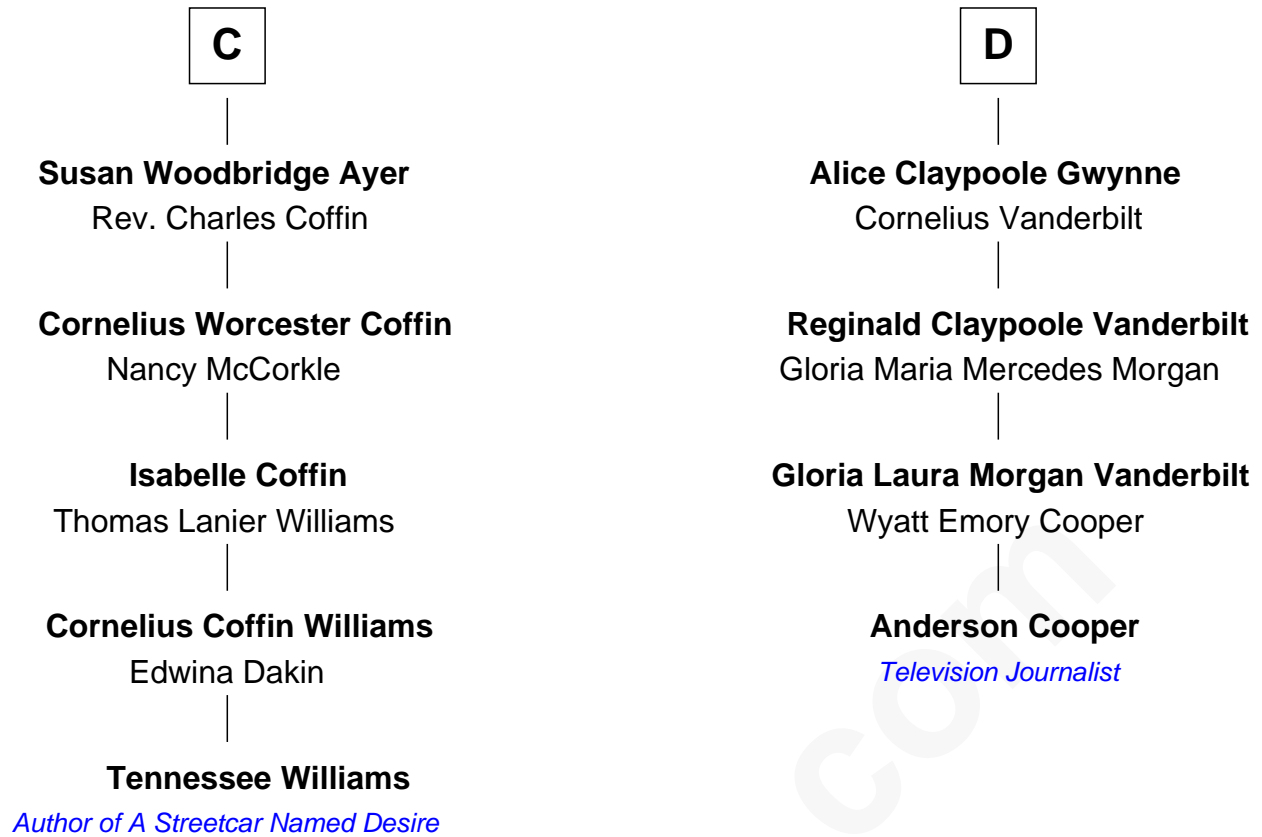 C
Susan Woodbridge Ayer
Rev. Charles Coffin
Cornelius Worcester Coffin
Nancy McCorkle
Isabelle Coffin
Thomas Lanier Williams
Cornelius Coffin Williams
Edwina Dakin
Tennessee Williams
Author of A Streetcar Named Desire
D
Alice Claypoole Gwynne
Cornelius Vanderbilt
Reginald Claypoole Vanderbilt
Gloria Maria Mercedes Morgan
Gloria Laura Morgan Vanderbilt
Wyatt Emory Cooper
Anderson Cooper
Television Journalist
com